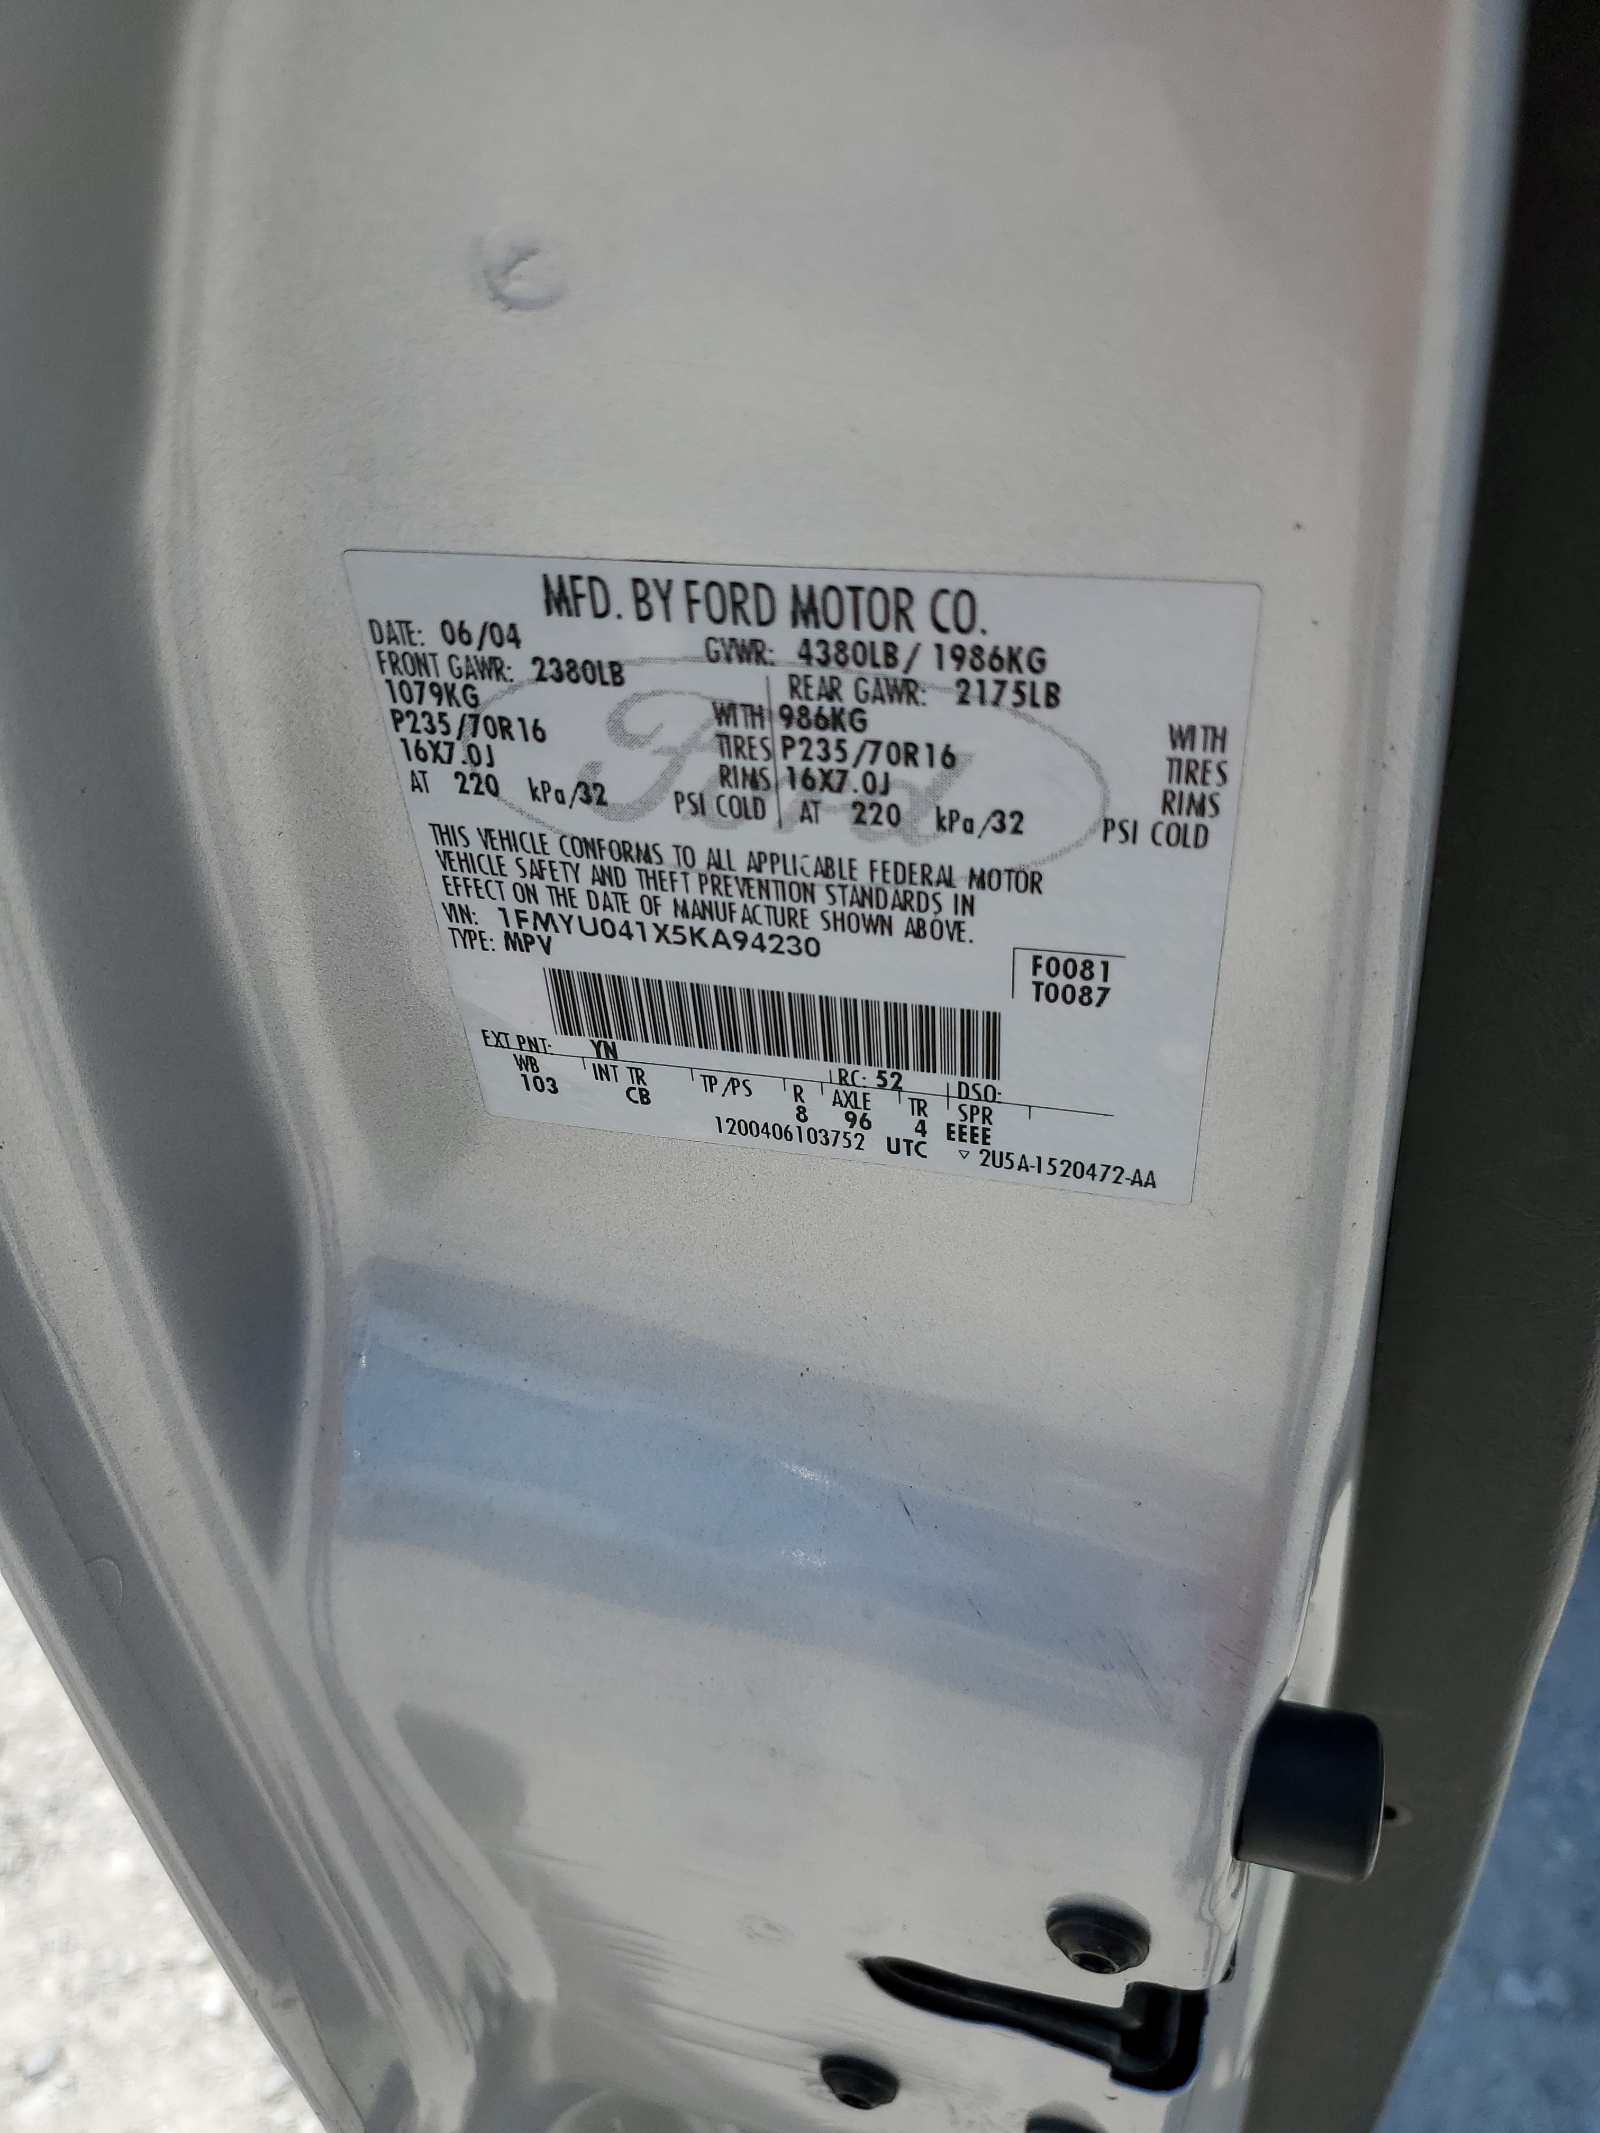 MFD. BY FORD MOTOR CO.
DATE: 06/04 GVWR: 4380LB/ 1986KG
FRONT GAWR: 2380LB REAR GAWR: 2175LB
1079KG WITH 986KG WITH
P235/70R16 TIRES P235/70R16 TIRES
16X7.0J RIMS 16X7.0J RIMS
AT 220 kPa/32 PSI COLD AT 220 kPa/32 PSI COLD
Ford
THIS VEHICLE CONFORMS TO ALL APPLICABLE FEDERAL MOTOR
VEHICLE SAFETY AND THEFT PREVENTION STANDARDS IN
EFFECT ON THE DATE OF MANUFACTURE SHOWN ABOVE.
VIN: 1FMYU041X5KA94230
TYPE: MPV
F0081
T0087
EXT PNT: YN RC: 52 DSO:
WB INT TR TP/PS R AXLE TR SPR
103 CB 8 96 4 EEEE
1200406103752 UTC ▽ 2U5A-1520472-AA